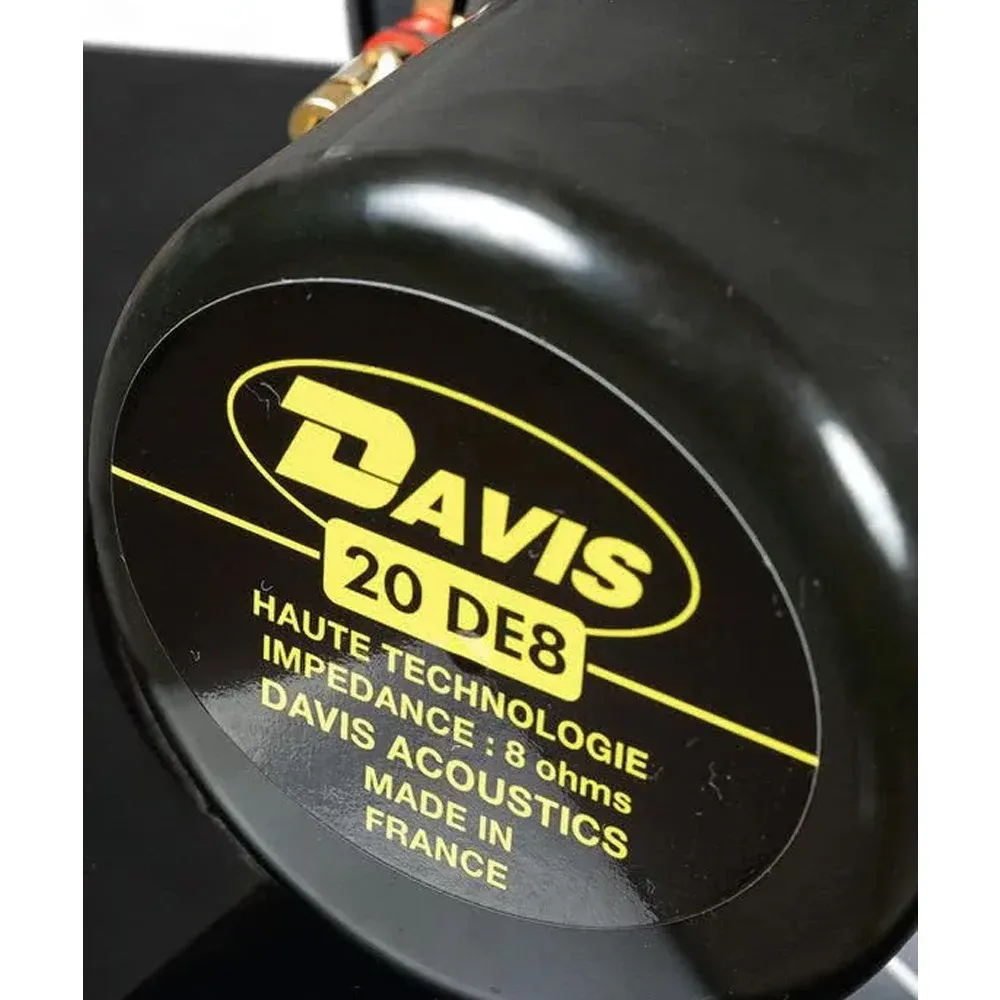 DAVIS
20 DE8
HAUTE TECHNOLOGIE
IMPEDANCE : 8 ohms
DAVIS ACOUSTICS
MADE IN
FRANCE